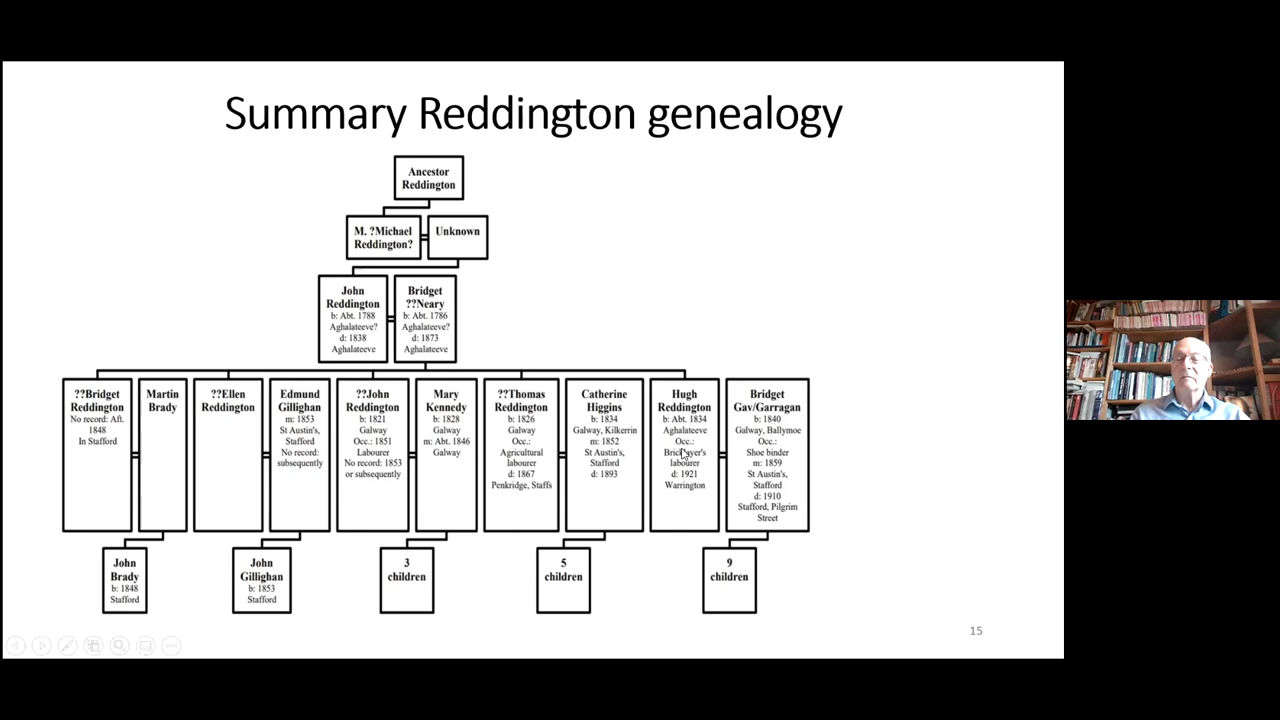 Summary Reddington genealogy
Ancestor
Reddington
M. ?Michael
Reddington?
Unknown
John
Reddington
b: Abt. 1788
Aghalateeve?
d: 1838
Aghalateeve
Bridget
??Neary
b: Abt. 1786
Aghalateeve?
d: 1873
Aghalateeve
??Bridget
Reddington
No record: Aft.
1848
In Stafford
Martin
Brady
??Ellen
Reddington
Edmund
Gillighan
m: 1853
St Austin's,
Stafford
No record:
subsequently
??John
Reddington
b: 1821
Galway
Occ.: 1851
Labourer
No record: 1853
or subsequently
Mary
Kennedy
b: 1828
Galway
m: Abt. 1846
Galway
??Thomas
Reddington
b: 1826
Galway
Occ.:
Agricultural
labourer
d: 1867
Penkridge, Staffs
Catherine
Higgins
b: 1834
Galway, Kilkerrin
m: 1852
St Austin's,
Stafford
d: 1893
Hugh
Reddington
b: Abt. 1834
Aghalateeve
Occ.:
Bricklayer's
labourer
d: 1921
Warrington
Bridget
Gav/Garragan
b: 1840
Galway, Ballymoe
Occ.:
Shoe binder
m: 1859
St Austin's,
Stafford
d: 1910
Stafford, Pilgrim
Street
John
Brady
b: 1848
Stafford
John
Gillighan
b: 1853
Stafford
3
children
5
children
9
children
15